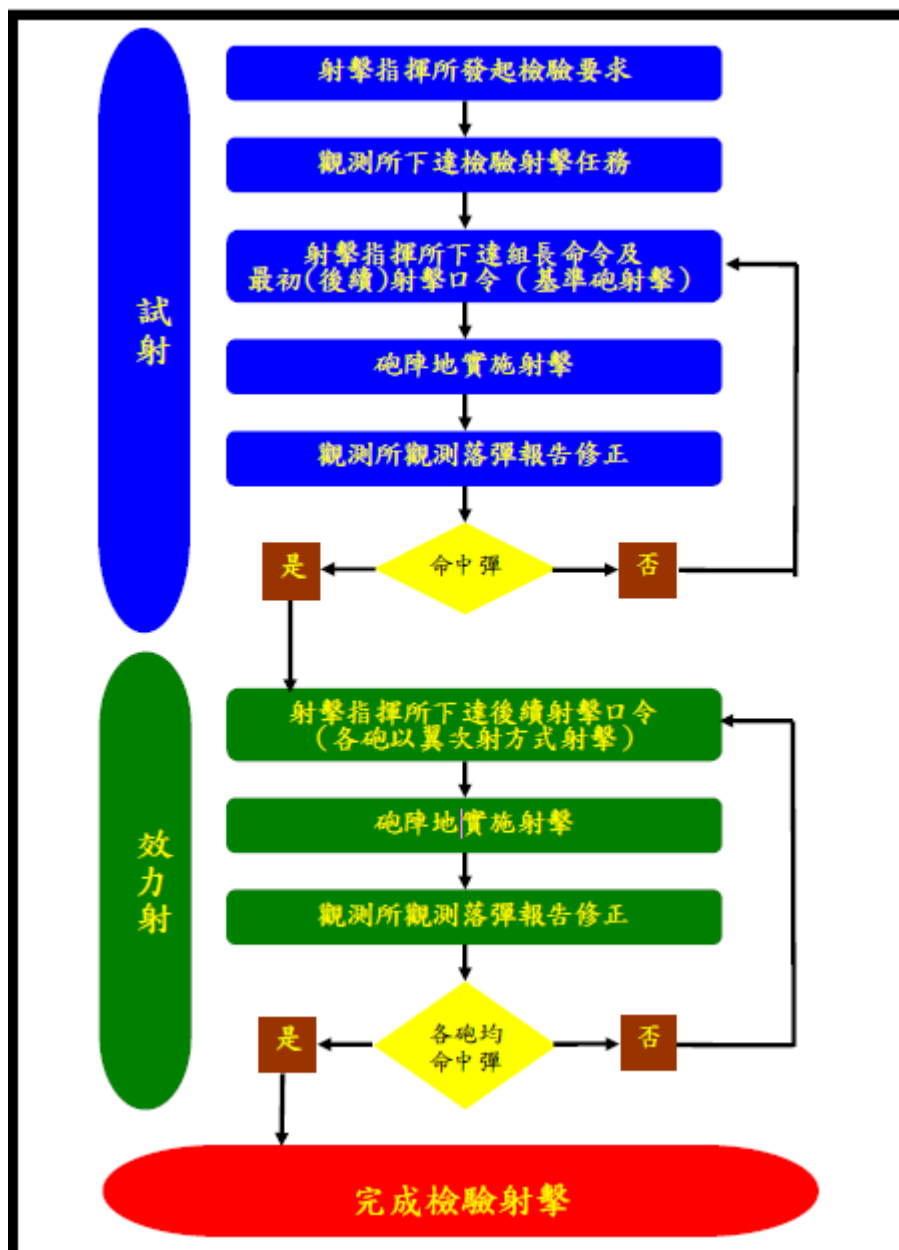 試射
射擊指揮所發起檢驗要求
觀測所下達檢驗射擊任務
射擊指揮所下達組長命令及
最初(後續)射擊口令（基準砲射擊）
砲陣地實施射擊
觀測所觀測落彈報告修正
命中彈
是
否
效力射
射擊指揮所下達後續射擊口令
（各砲以翼次射方式射擊）
砲陣地實施射擊
觀測所觀測落彈報告修正
各砲均
命中彈
是
否
完成檢驗射擊